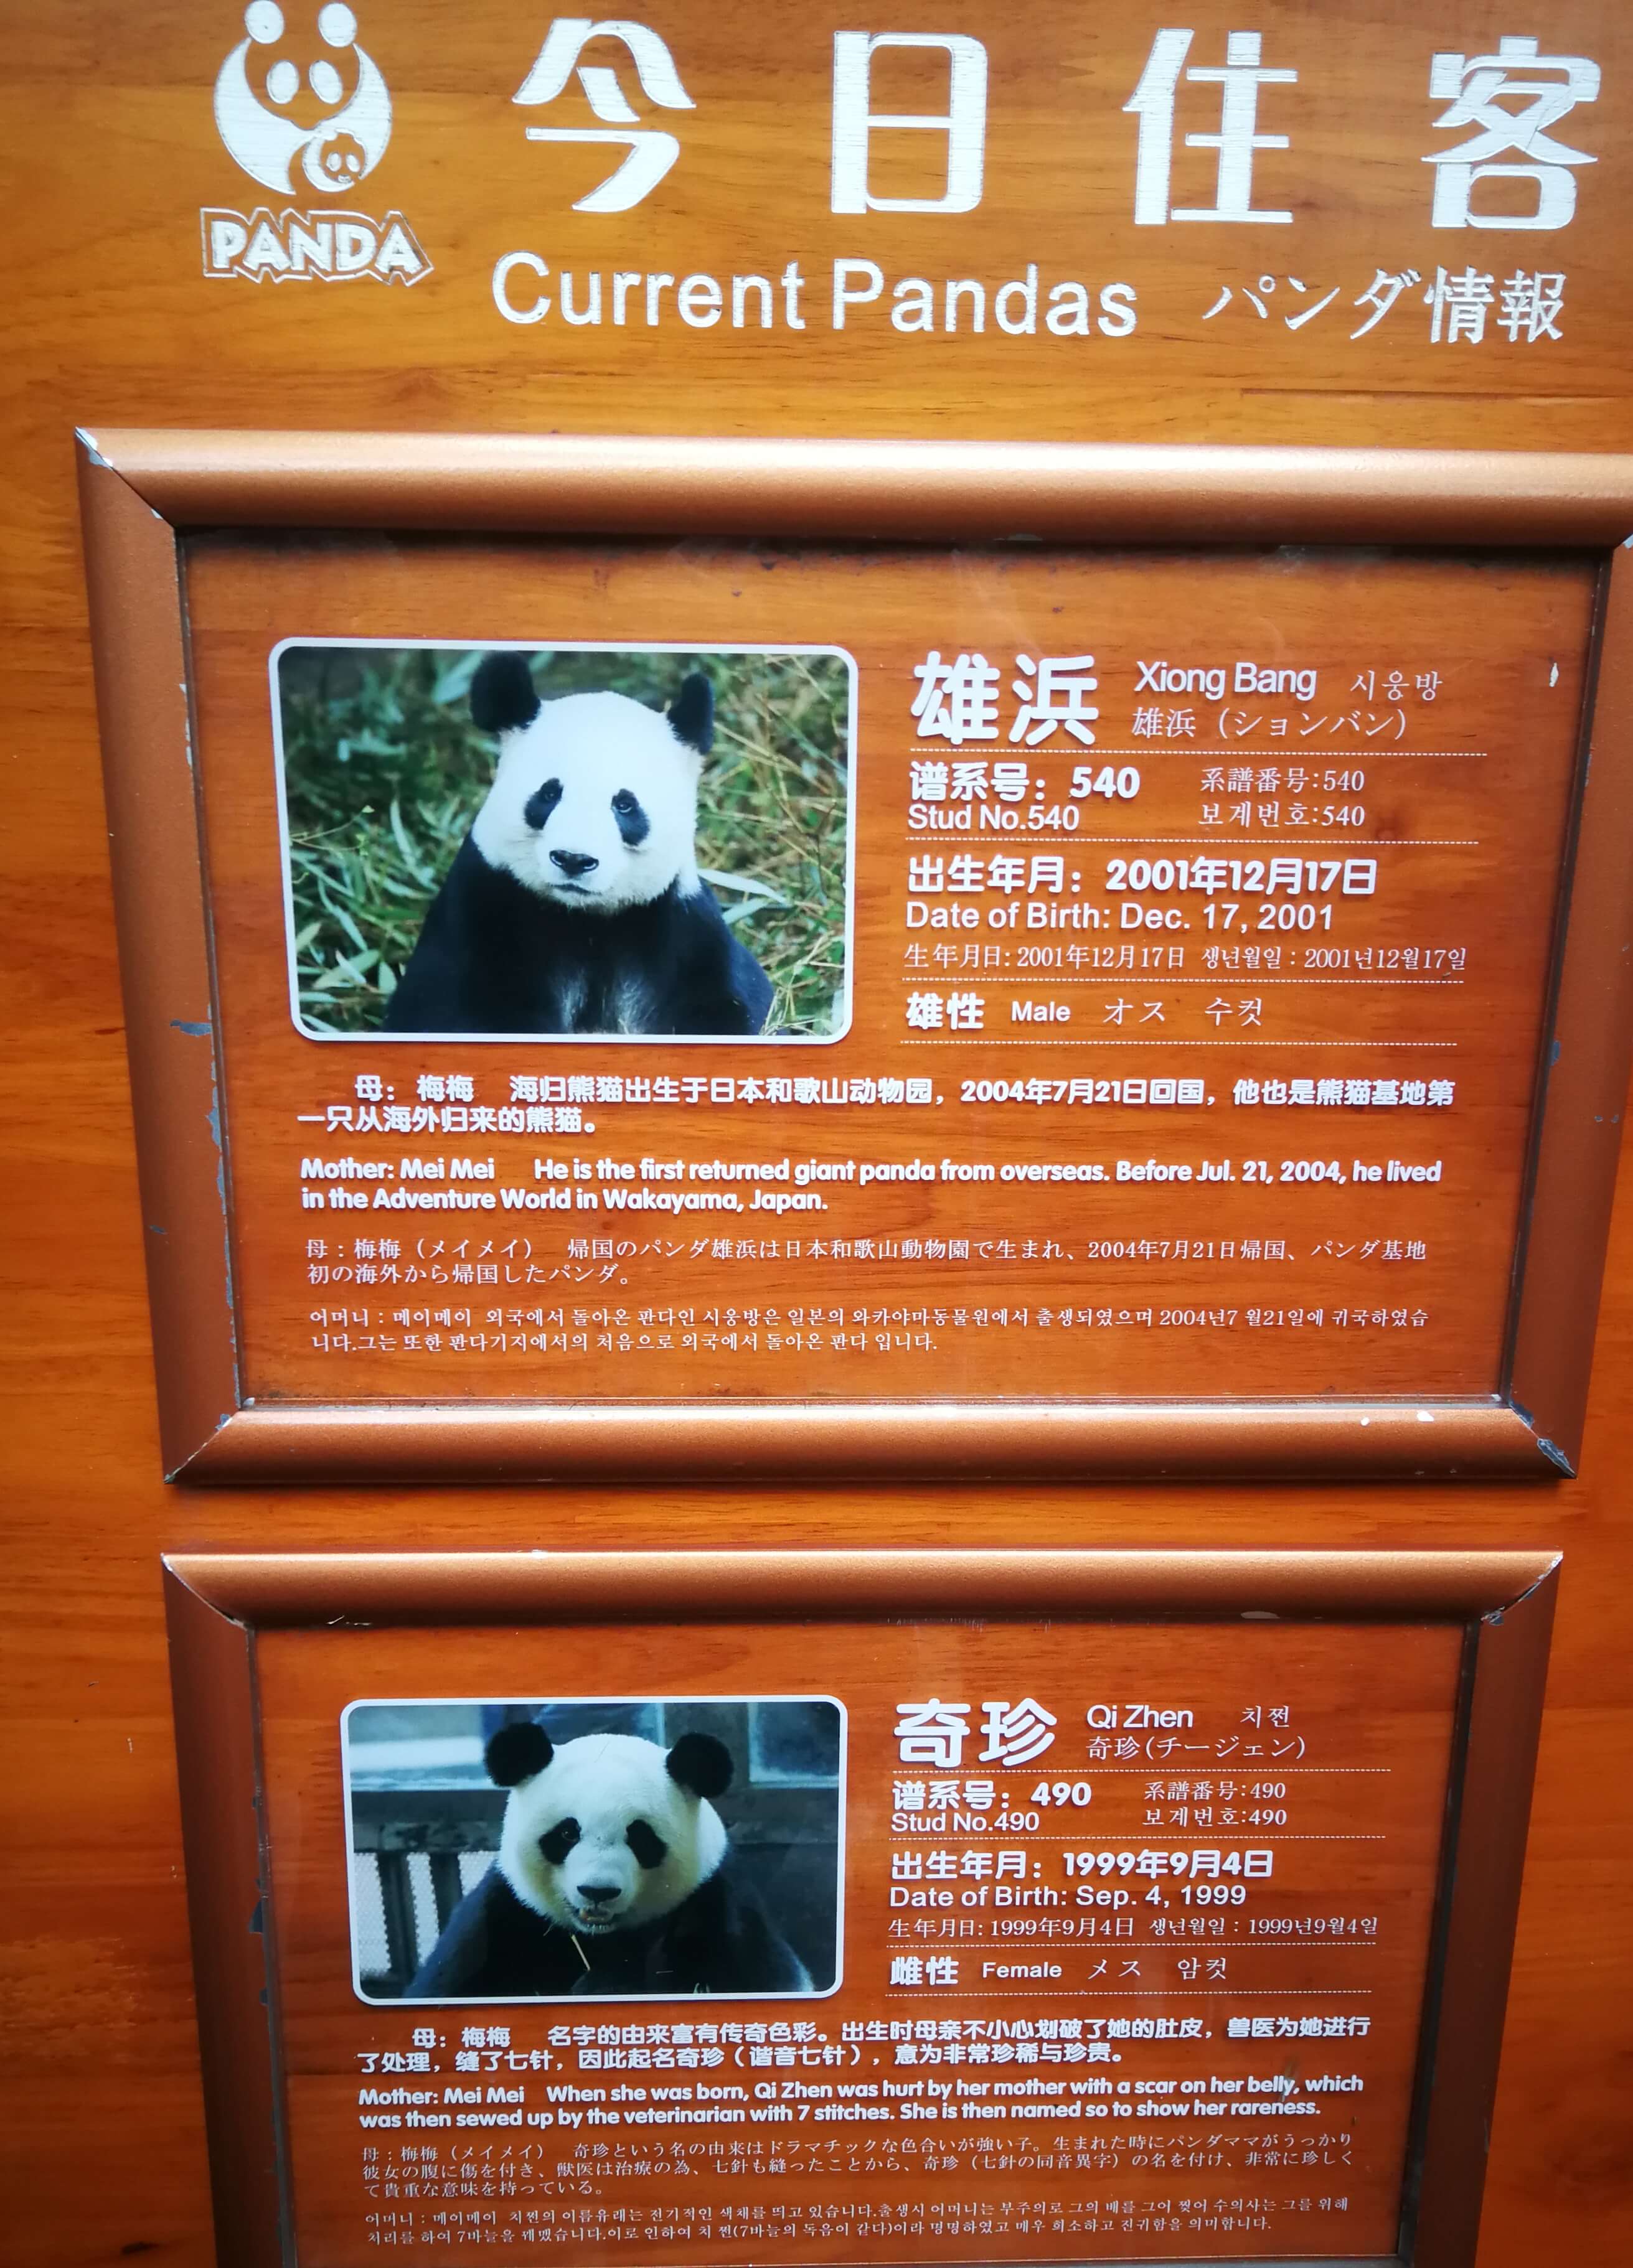 PANDA
今日住客
Current Pandas パンダ情報
雄浜 Xiong Bang 시웅방
雄浜（ションバン）
谱系号：540 系譜番号:540
Stud No.540 보계번호:540
出生年月：2001年12月17日
Date of Birth: Dec. 17, 2001
生年月日: 2001年12月17日 생년월일 : 2001년12월17일
雄性 Male オス 수컷
母：梅梅 海归熊猫出生于日本和歌山动物园，2004年7月21日回国，他也是熊猫基地第
一只从海外归来的熊猫。
Mother: Mei Mei He is the first returned giant panda from overseas. Before Jul. 21, 2004, he lived
in the Adventure World in Wakayama, Japan.
母：梅梅（メイメイ） 帰国のパンダ雄浜は日本和歌山動物園で生まれ、2004年7月21日帰国、パンダ基地
初の海外から帰国したパンダ。
어머니 : 메이메이 외국에서 돌아온 판다인 시웅방은 일본의 와카야마동물원에서 출생되였으며 2004년7 월21일에 귀국하였습
니다.그는 또한 판다기지에서의 처음으로 외국에서 돌아온 판다 입니다.
奇珍 Qi Zhen 치쩐
奇珍(チージェン)
谱系号：490 系譜番号:490
Stud No.490 보계번호:490
出生年月：1999年9月4日
Date of Birth: Sep. 4, 1999
生年月日: 1999年9月4日 생년월일 : 1999년9월4일
雌性 Female メス 암컷
母：梅梅 名字的由来富有传奇色彩。出生时母亲不小心划破了她的肚皮，兽医为她进行
了处理，缝了七针，因此起名奇珍（谐音七针），意为非常珍稀与珍贵。
Mother: Mei Mei When she was born, Qi Zhen was hurt by her mother with a scar on her belly, which
was then sewed up by the veterinarian with 7 stitches. She is then named so to show her rareness.
母：梅梅（メイメイ） 奇珍という名の由来はドラマチックな色合いが強い子。生まれた時にパンダママがうっかり
彼女の腹に傷を付き、獣医は治療の為、七針も縫ったことから、奇珍（七針の同音異字）の名を付け、非常に珍しく
て貴重な意味を持っている。
어머니 : 메이메이 치쩐의 이름유래는 전기적인 색채를 띄고 있습니다.출생시 어머니는 부주의로 그의 배를 그어 찢어 수의사는 그를 위해
처리를 하여 7바늘을 꿰맸습니다.이로 인하여 치 쩐(7바늘의 독음이 같다)이라 명명하였고 매우 희소하고 진귀함을 의미합니다.